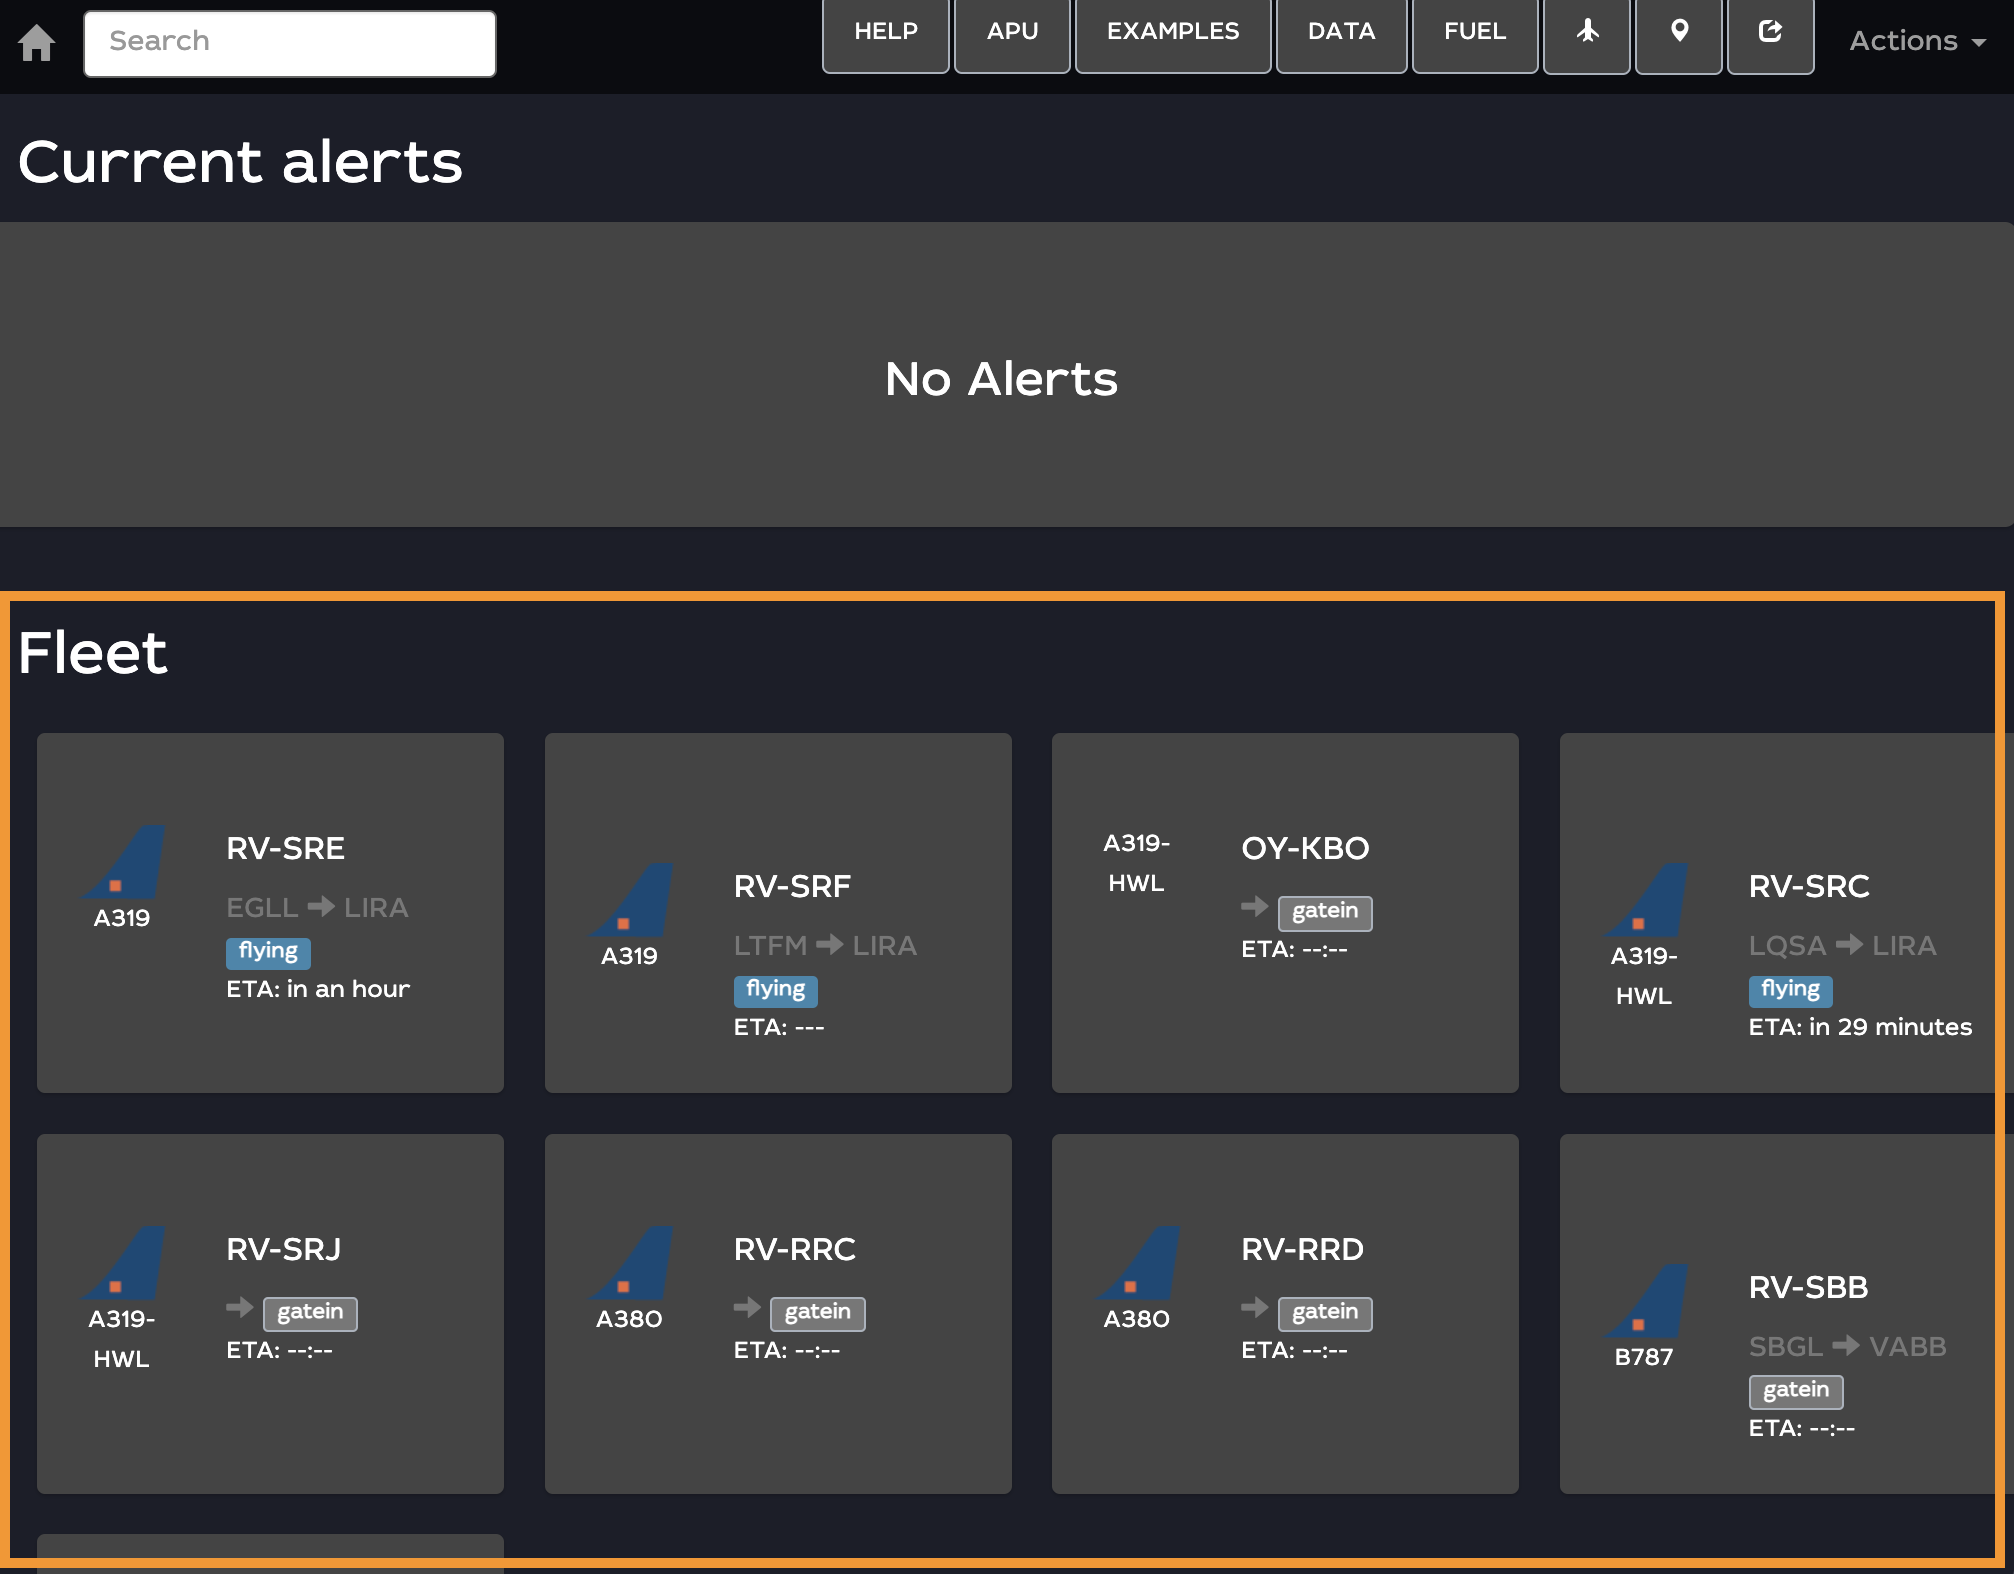 Search
HELP
APU
EXAMPLES
DATA
FUEL
Actions
Current alerts
No Alerts
Fleet
A319
RV-SRE
EGLL LIRA
flying
ETA: in an hour
A319
RV-SRF
LTFM LIRA
flying
ETA: ---
A319-
HWL
OY-KBO
gatein
ETA: --:--
A319-
HWL
RV-SRC
LQSA LIRA
flying
ETA: in 29 minutes
A319-
HWL
RV-SRJ
gatein
ETA: --:--
A380
RV-RRC
gatein
ETA: --:--
A380
RV-RRD
gatein
ETA: --:--
B787
RV-SBB
SBGL VABB
gatein
ETA: --:--